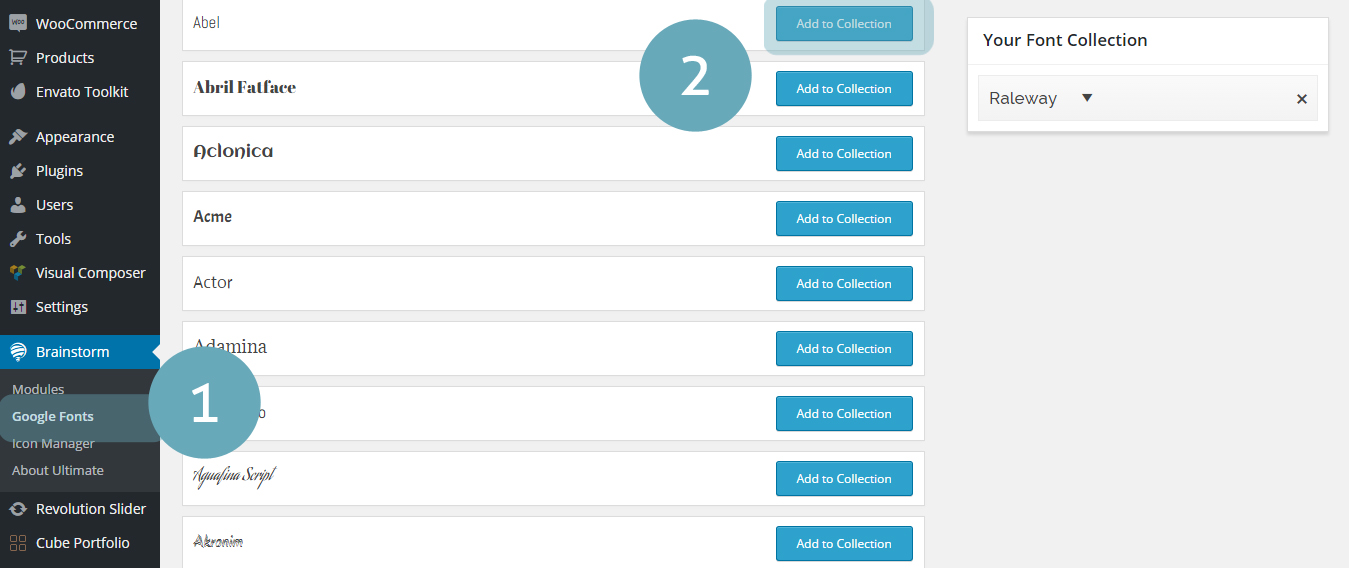 WooCommerce
Products
Envato Toolkit
Appearance
Plugins
Users
Tools
Visual Composer
Settings
Brainstorm
Modules
Google Fonts
Icon Manager
About Ultimate
Revolution Slider
Cube Portfolio
1
2
Abel
Add to Collection
Abril Fatface
Add to Collection
Aclonica
Add to Collection
Acme
Add to Collection
Actor
Add to Collection
Adamina
Add to Collection
Add to Collection
Aguafina Script
Add to Collection
Akronim
Add to Collection
Your Font Collection
Raleway